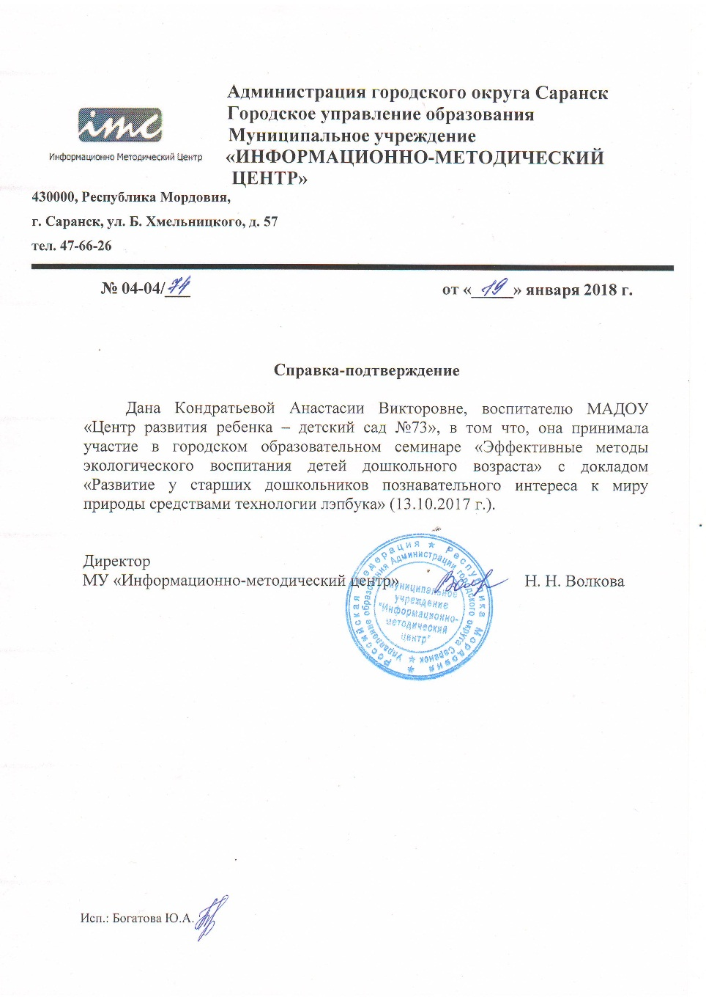 Администрация городского округа Саранск
Городское управление образования
Муниципальное учреждение
«ИНФОРМАЦИОННО-МЕТОДИЧЕСКИЙ
ЦЕНТР»
imc
Информационно Методический Центр
430000, Республика Мордовия,
г. Саранск, ул. Б. Хмельницкого, д. 57
тел. 47-66-26
№ 04-04/74 от «19» января 2018 г.
Справка-подтверждение
Дана Кондратьевой Анастасии Викторовне, воспитателю МАДОУ
«Центр развития ребенка – детский сад №73», в том что, она принимала
участие в городском образовательном семинаре «Эффективные методы
экологического воспитания детей дошкольного возраста» с докладом
«Развитие у старших дошкольников познавательного интереса к миру
природы средствами технологии лэпбука» (13.10.2017 г.).
Директор
МУ «Информационно-методический центр» Н. Н. Волкова
Российская Федерация ★ Республика Мордовия ★
Управление образования Администрации городского округа Саранск ★
Муниципальное
учреждение
"Информационно-
методический
центр"
Исп.: Богатова Ю.А.